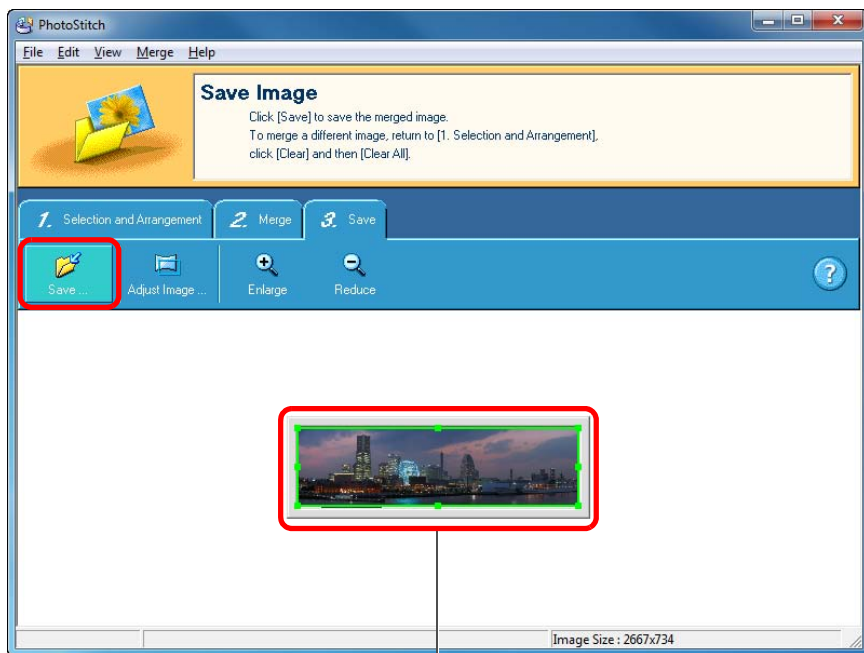 PhotoStitch
File Edit View Merge Help
Save Image
Click [Save] to save the merged image.
To merge a different image, return to [1. Selection and Arrangement],
click [Clear] and then [Clear All].
1. Selection and Arrangement 2. Merge 3. Save
Save ... Adjust Image ... Enlarge Reduce ?
Image Size : 2667x734